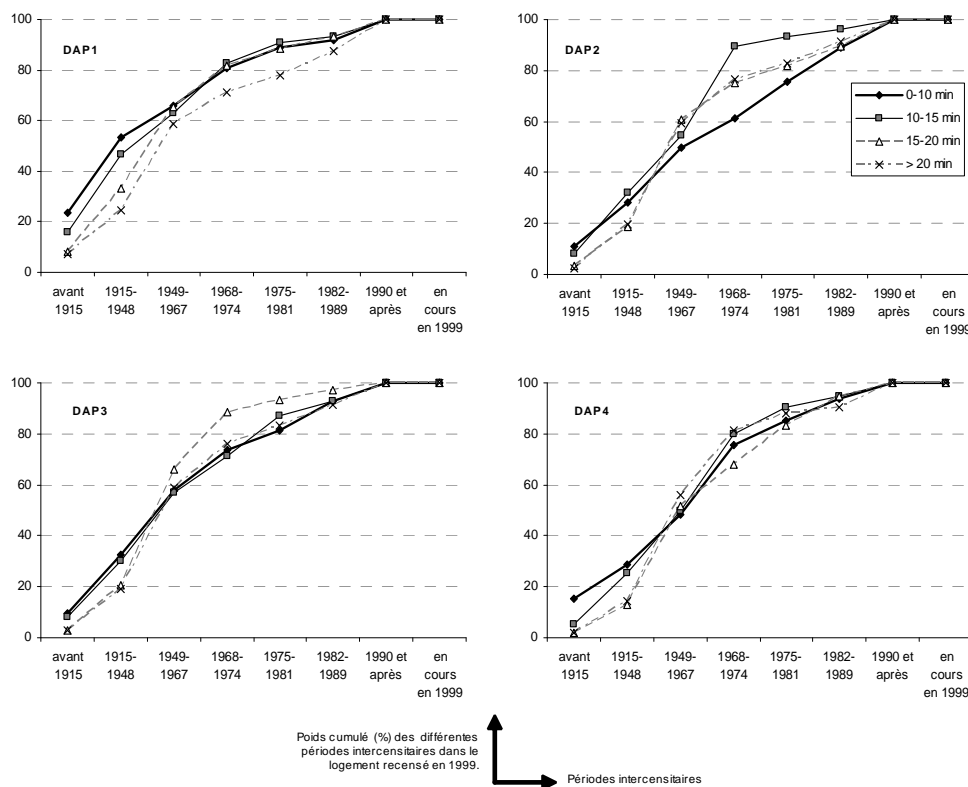 DAP1
100
80
60
40
20
0
avant 1915- 1949- 1968- 1975- 1982- 1990 et en
1915 1948 1967 1974 1981 1989 après cours
en 1999
DAP2
100
80
60
40
20
0
0-10 min
10-15 min
15-20 min
> 20 min
avant 1915- 1949- 1968- 1975- 1982- 1990 et en
1915 1948 1967 1974 1981 1989 après cours
en 1999
DAP3
100
80
60
40
20
0
avant 1915- 1949- 1968- 1975- 1982- 1990 et en
1915 1948 1967 1974 1981 1989 après cours
en 1999
DAP4
100
80
60
40
20
0
avant 1915- 1949- 1968- 1975- 1982- 1990 et en
1915 1948 1967 1974 1981 1989 après cours
en 1999
Poids cumulé (%) des différentes
périodes intercensitaires dans le
logement recensé en 1999.
Périodes intercensitaires